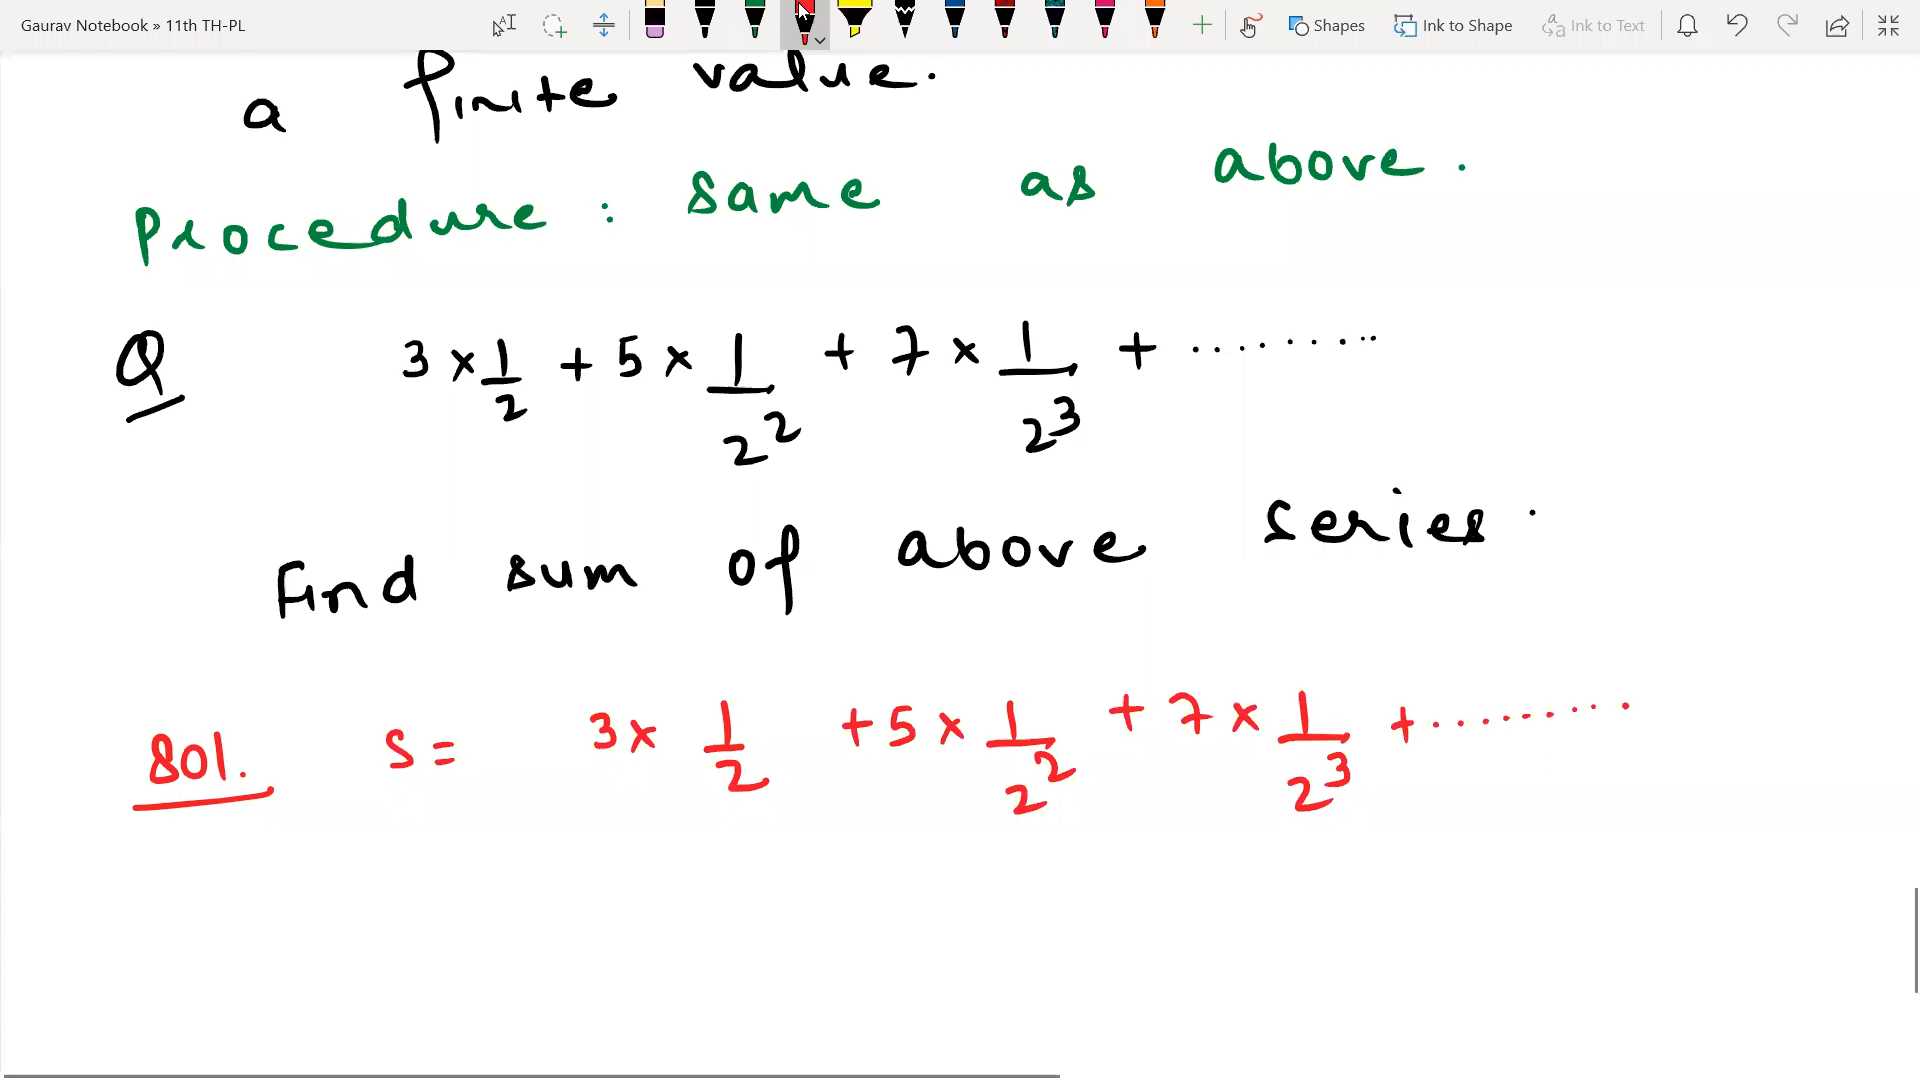 Gaurav Notebook » 11th TH-PL Shapes Ink to Shape Ink to Text
a finite value.
Procedure : same as above.
Q 3 × 1/2 + 5 × 1/2² + 7 × 1/2³ + .........
Find sum of above series.
Sol. S = 3 × 1/2 + 5 × 1/2² + 7 × 1/2³ + .........